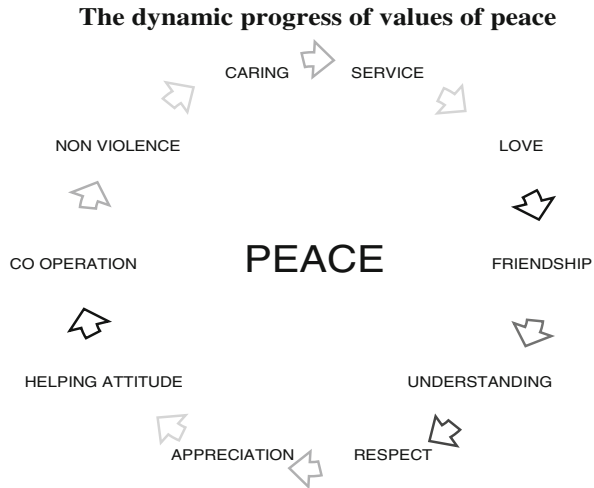 The dynamic progress of values of peace
CARING
SERVICE
LOVE
FRIENDSHIP
UNDERSTANDING
RESPECT
APPRECIATION
HELPING ATTITUDE
CO OPERATION
NON VIOLENCE
PEACE